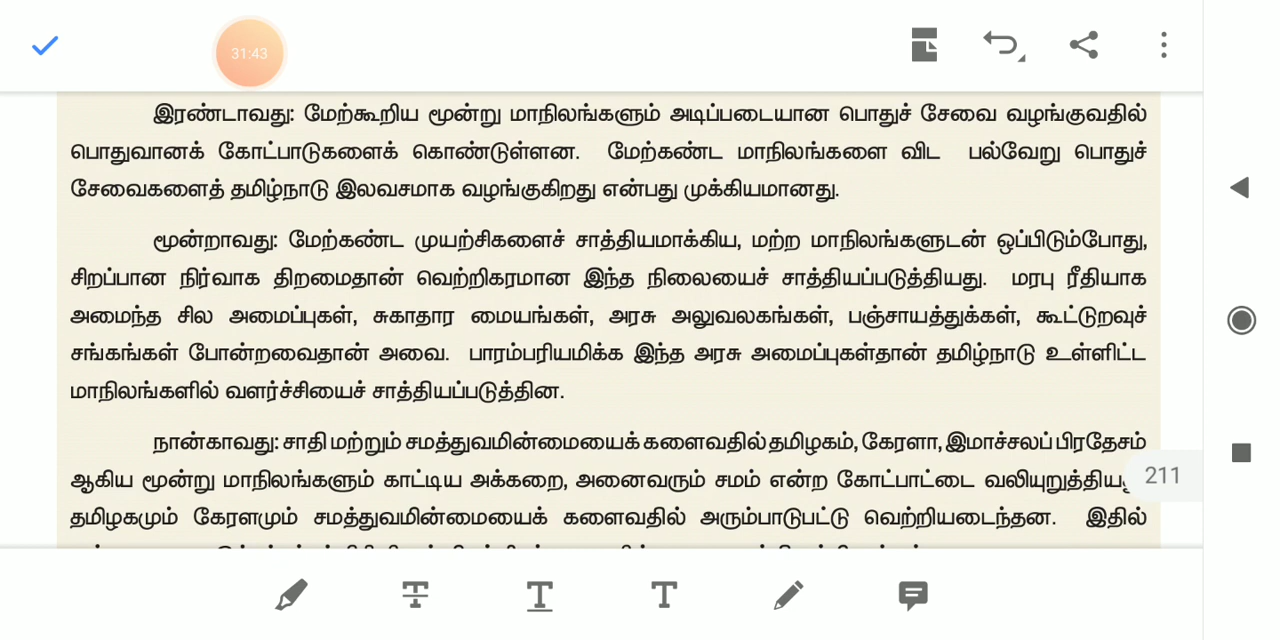 31:43
இரண்டாவது: மேற்கூறிய மூன்று மாநிலங்களும் அடிப்படையான பொதுச் சேவை வழங்குவதில்
பொதுவானக் கோட்பாடுகளைக் கொண்டுள்ளன. மேற்கண்ட மாநிலங்களை விட பல்வேறு பொதுச்
சேவைகளைத் தமிழ்நாடு இலவசமாக வழங்குகிறது என்பது முக்கியமானது.
மூன்றாவது: மேற்கண்ட முயற்சிகளைச் சாத்தியமாக்கிய, மற்ற மாநிலங்களுடன் ஒப்பிடும்போது,
சிறப்பான நிர்வாக திறமைதான் வெற்றிகரமான இந்த நிலையைச் சாத்தியப்படுத்தியது. மரபு ரீதியாக
அமைந்த சில அமைப்புகள், சுகாதார மையங்கள், அரசு அலுவலகங்கள், பஞ்சாயத்துக்கள், கூட்டுறவுச்
சங்கங்கள் போன்றவைதான் அவை. பாரம்பரியமிக்க இந்த அரசு அமைப்புகள்தான் தமிழ்நாடு உள்ளிட்ட
மாநிலங்களில் வளர்ச்சியைச் சாத்தியப்படுத்தின.
நான்காவது: சாதி மற்றும் சமத்துவமின்மையைக் களைவதில் தமிழகம், கேரளா, இமாச்சலப் பிரதேசம்
ஆகிய மூன்று மாநிலங்களும் காட்டிய அக்கறை, அனைவரும் சமம் என்ற கோட்பாட்டை
தமிழகமும் கேரளமும் சமத்துவமின்மையைக் களைவதில் அரும்பாடுபட்டு வெற்றியடைந்தன. இதில்
211